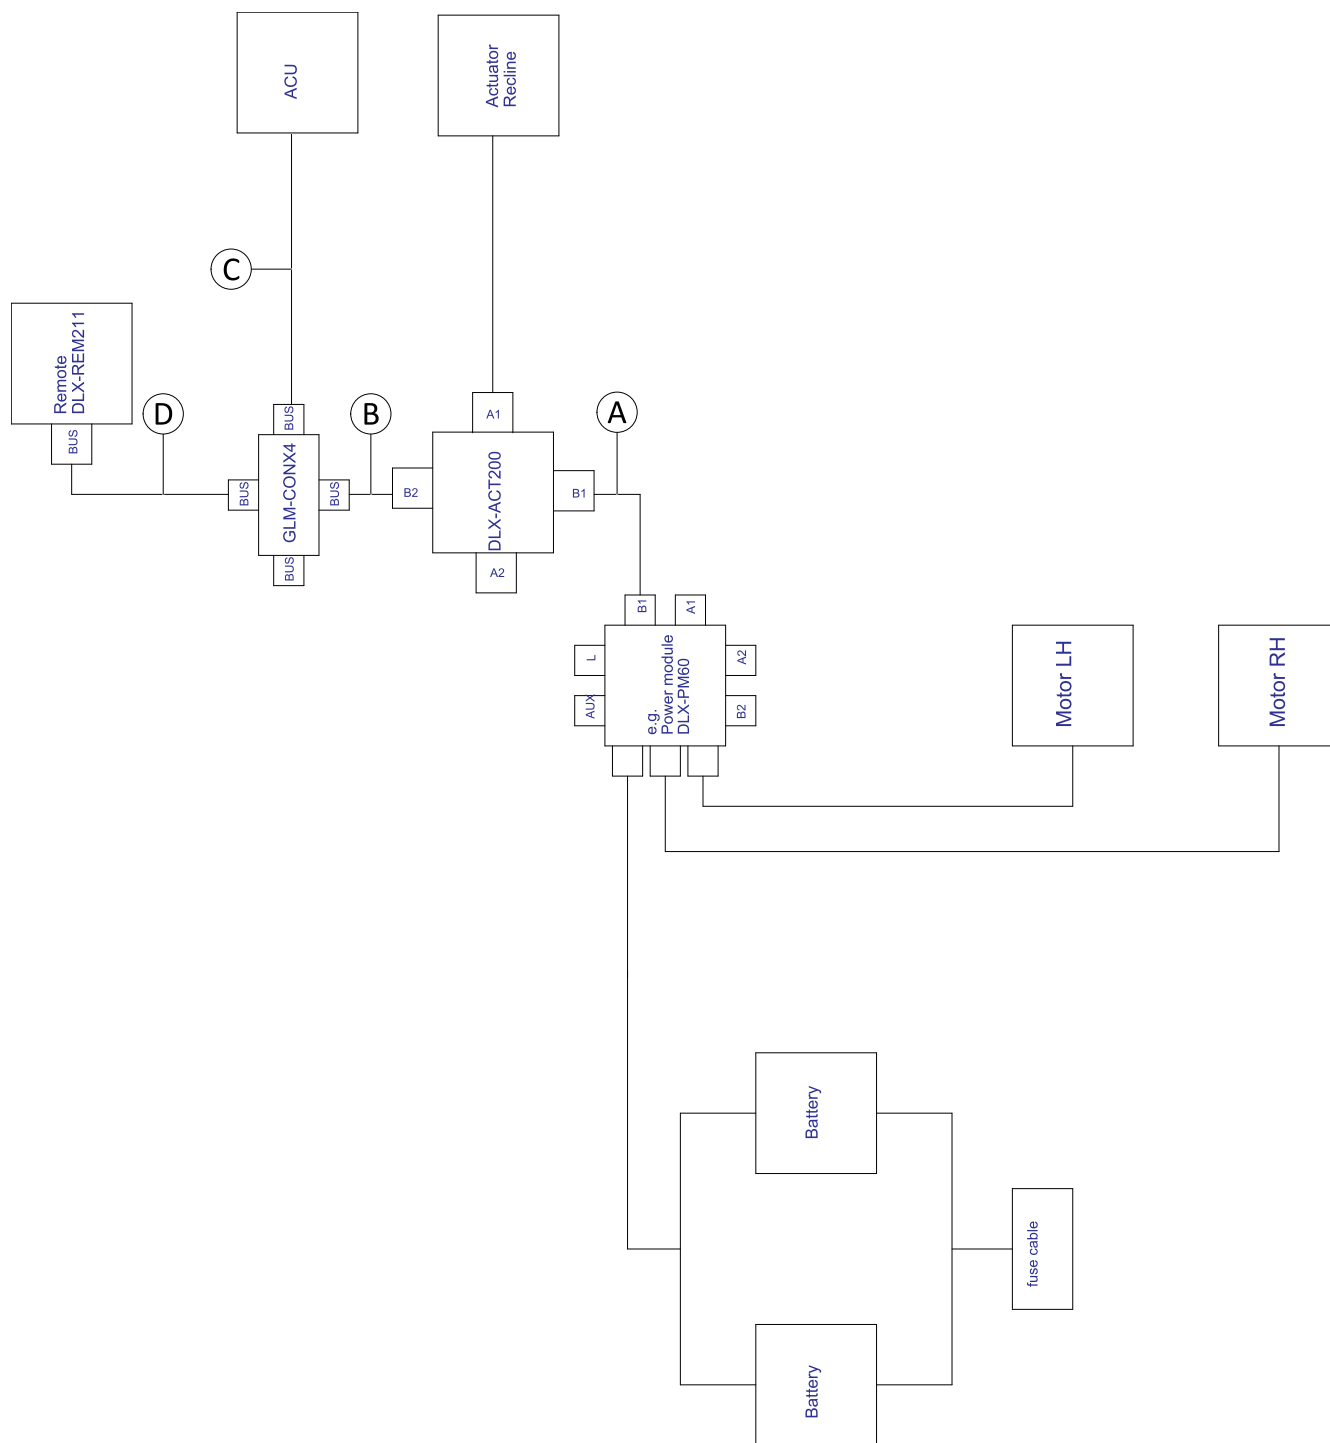 ACU
Actuator
Recline
C
Remote
DLX-REM211
BUS
D
BUS
BUS
GLM-CONX4
BUS
BUS
B
A1
B2
DLX-ACT200
B1
A2
A
B1
A1
L
AUX
e.g.
Power module
DLX-PM60
A2
B2
Motor LH
Motor RH
Battery
fuse cable
Battery